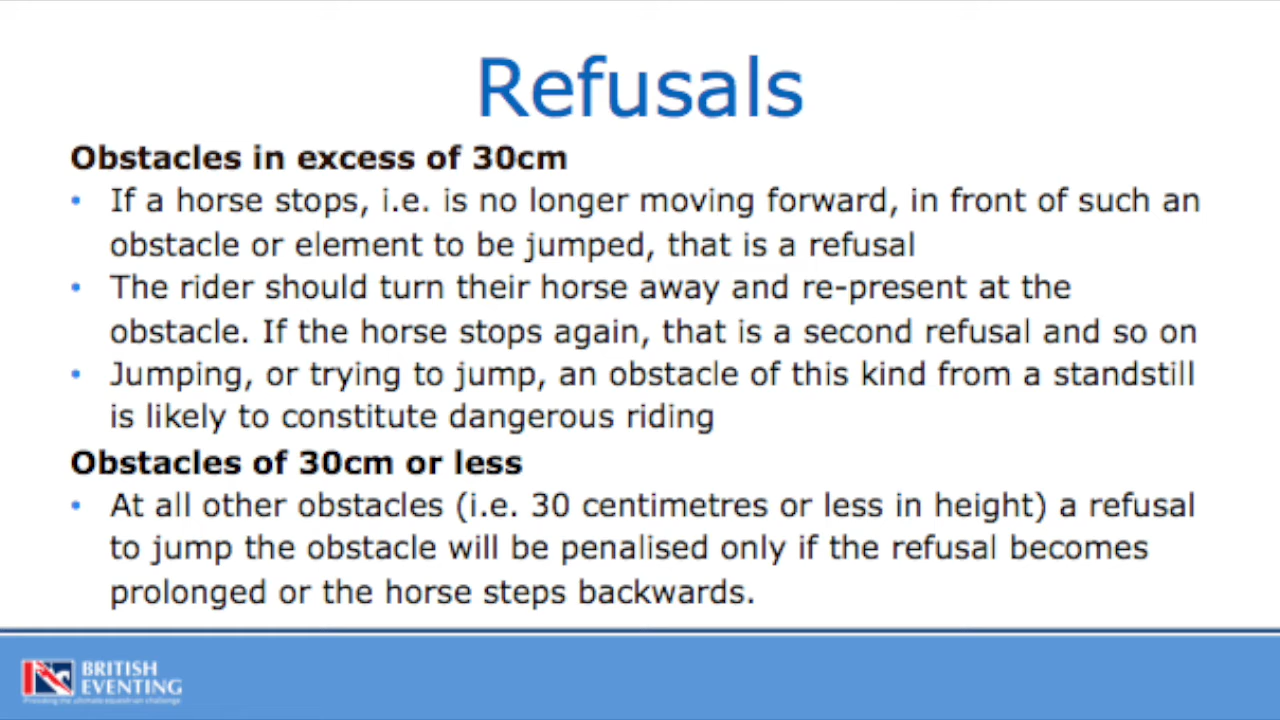 Refusals
Obstacles in excess of 30cm
• If a horse stops, i.e. is no longer moving forward, in front of such an
obstacle or element to be jumped, that is a refusal
• The rider should turn their horse away and re-present at the
obstacle. If the horse stops again, that is a second refusal and so on
• Jumping, or trying to jump, an obstacle of this kind from a standstill
is likely to constitute dangerous riding
Obstacles of 30cm or less
• At all other obstacles (i.e. 30 centimetres or less in height) a refusal
to jump the obstacle will be penalised only if the refusal becomes
prolonged or the horse steps backwards.
BRITISH
EVENTING
Providing the ultimate equestrian challenge